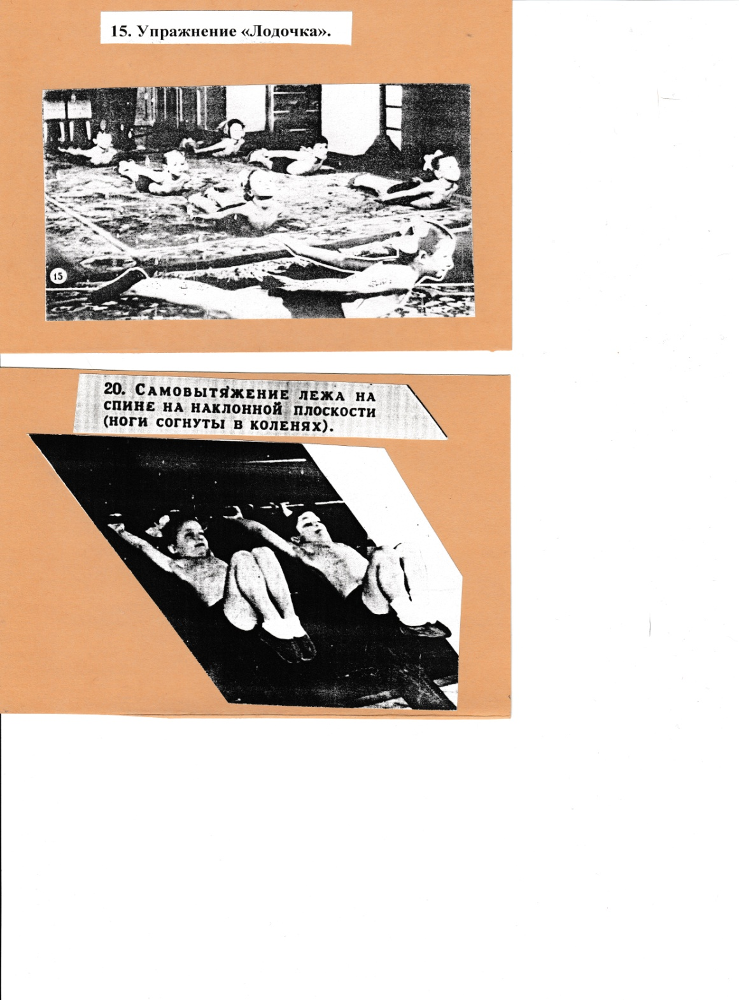 15. Упражнение «Лодочка».
15
20. Самовытяжение лежа на
спине на наклонной плоскости
(ноги согнуты в коленях).